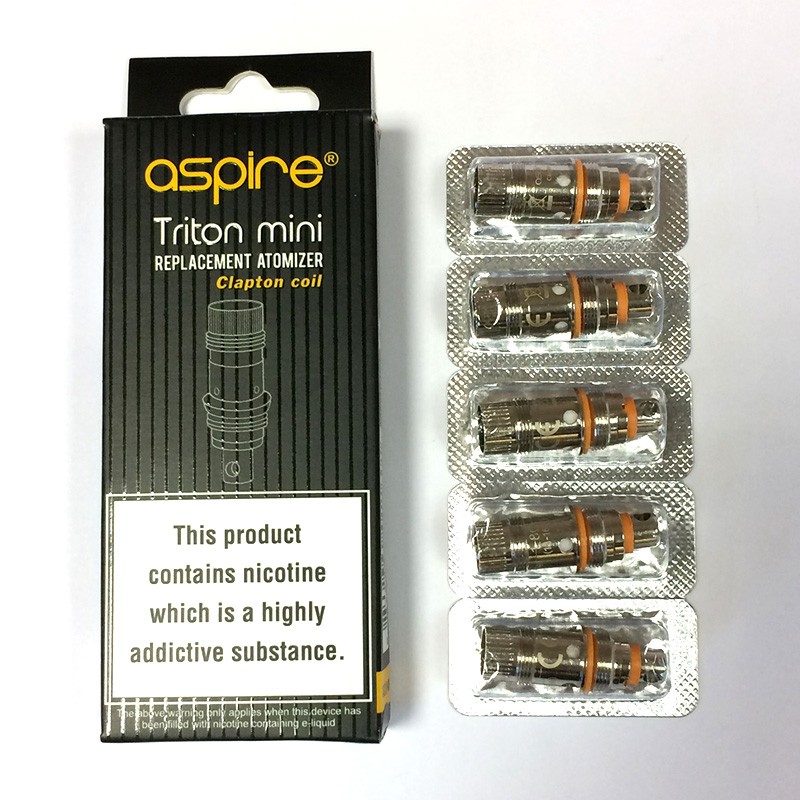 aspire®
Triton mini
REPLACEMENT ATOMIZER
Clapton coil
This product
contains nicotine
which is a highly
addictive substance.
The above warning only applies when this device has
been filled with nicotine containing e-liquid
CE